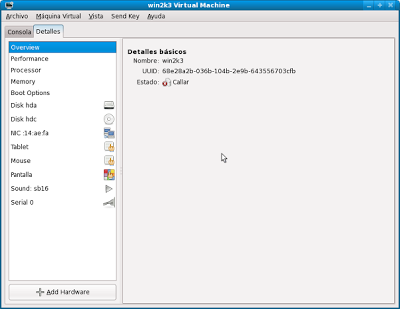 win2k3 Virtual Machine
Archivo Máquina Virtual Vista Send Key Ayuda
Consola Detalles
Overview
Performance
Processor
Memory
Boot Options
Disk hda
Disk hdc
NIC :14:ae:fa
Tablet
Mouse
Pantalla
Sound: sb16
Serial 0
Add Hardware
Detalles básicos
Nombre: win2k3
UUID: 68e28a2b-036b-104b-2e9b-643556703cfb
Estado: Callar